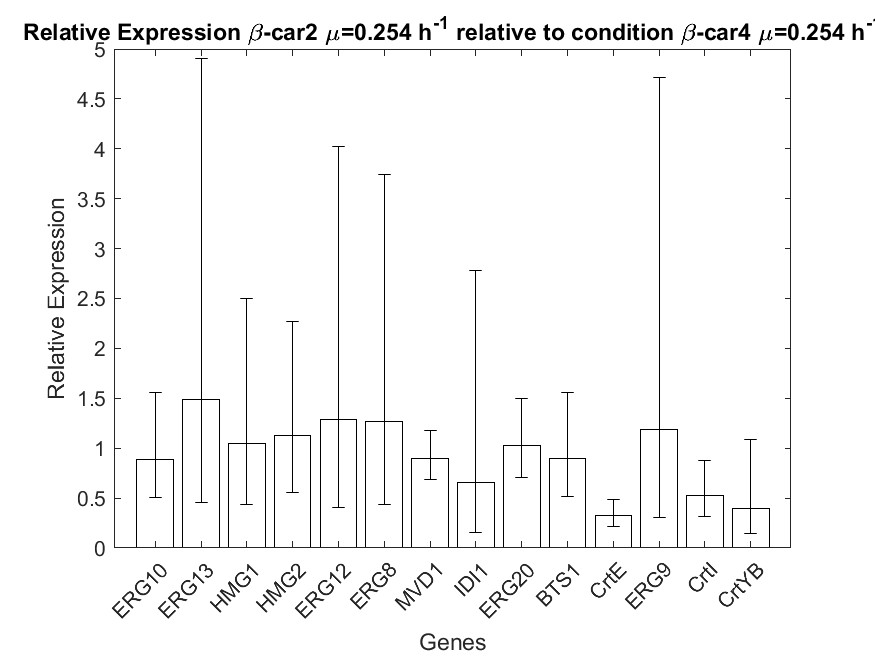 Relative Expression β-car2 μ=0.254 h⁻¹ relative to condition β-car4 μ=0.254 h⁻
5
4.5
4
3.5
3
2.5
2
1.5
1
0.5
0
Relative Expression
ERG10 ERG13 HMG1 HMG2 ERG12 ERG8 MVD1 IDI1 ERG20 BTS1 CrtE ERG9 CrtI CrtYB
Genes